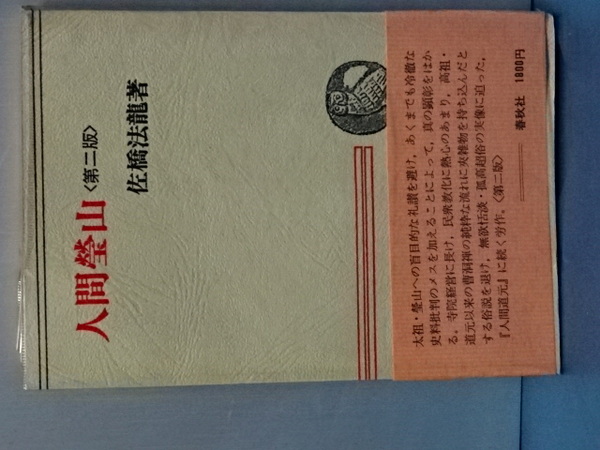 人間瑩山
〈第二版〉
佐橋法龍著
太祖・瑩山への盲目的な礼讃を避け、あくまでも冷徹な
史料批判のメスを加えることによって、真の顕彰をはか
る。寺院経営に長け、民衆教化に熱心のあまり、高祖・
道元以来の曹洞禅の純粋な流れに夾雑物を持ち込んだと
する俗説を退け、無欲恬淡・孤高超俗の実像に迫った、
『人間道元』に続く労作。〈第二版〉
春秋社 1800円